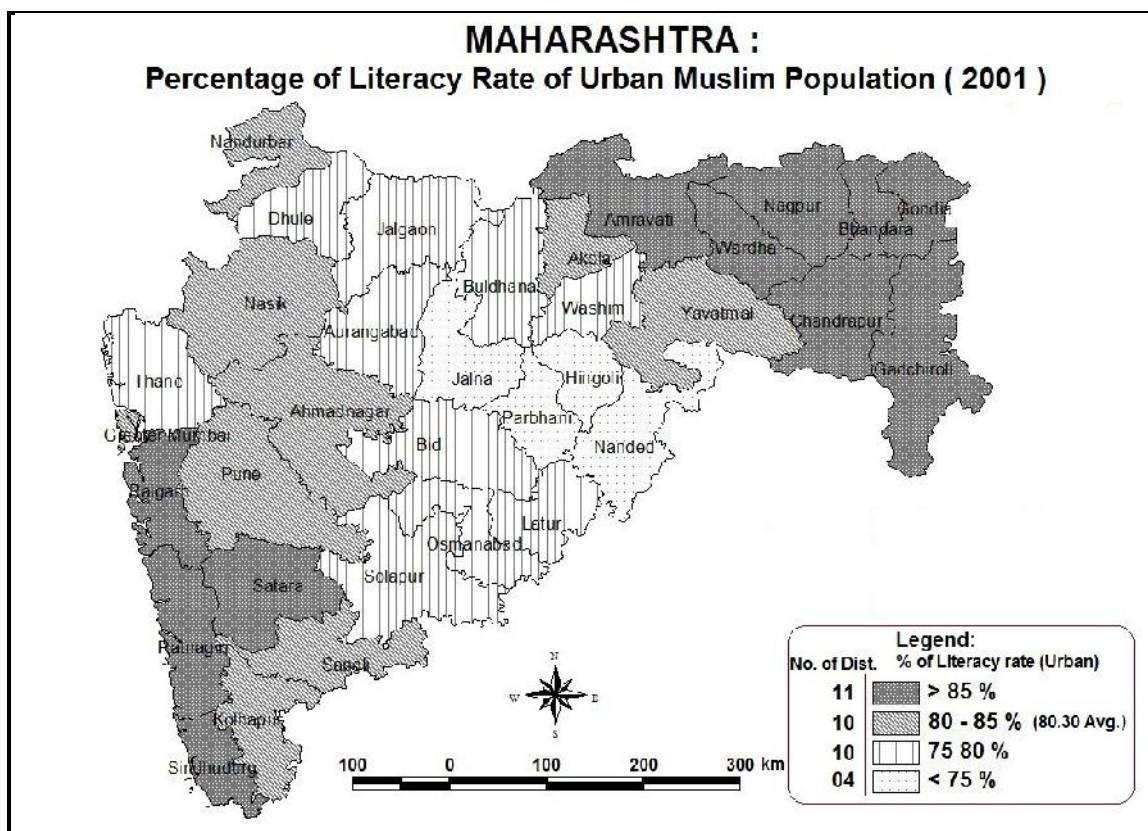 MAHARASHTRA :
Percentage of Literacy Rate of Urban Muslim Population ( 2001 )
Nandurbar
Dhule
Jalgaon
Amravati
Nagpur
Gondia
Bhandara
Wardha
Akola
Buldhana
Nasik
Washim
Yavatmal
Chandrapur
Aurangabad
Thane
Jalna
Hingoli
Gadchiroli
Ahmadnagar
Parbhani
Greater Mumbai
Bid
Nanded
Pune
Raigarh
Latur
Osmanabad
Solapur
Satara
Ratnagiri
Sangli
Kolhapur
Sindhudurg
N
W E
S
100 0 100 200 300 km
Legend:
No. of Dist. % of Literacy rate (Urban)
11 > 85 %
10 80 - 85 % (80.30 Avg.)
10 75 80 %
04 < 75 %